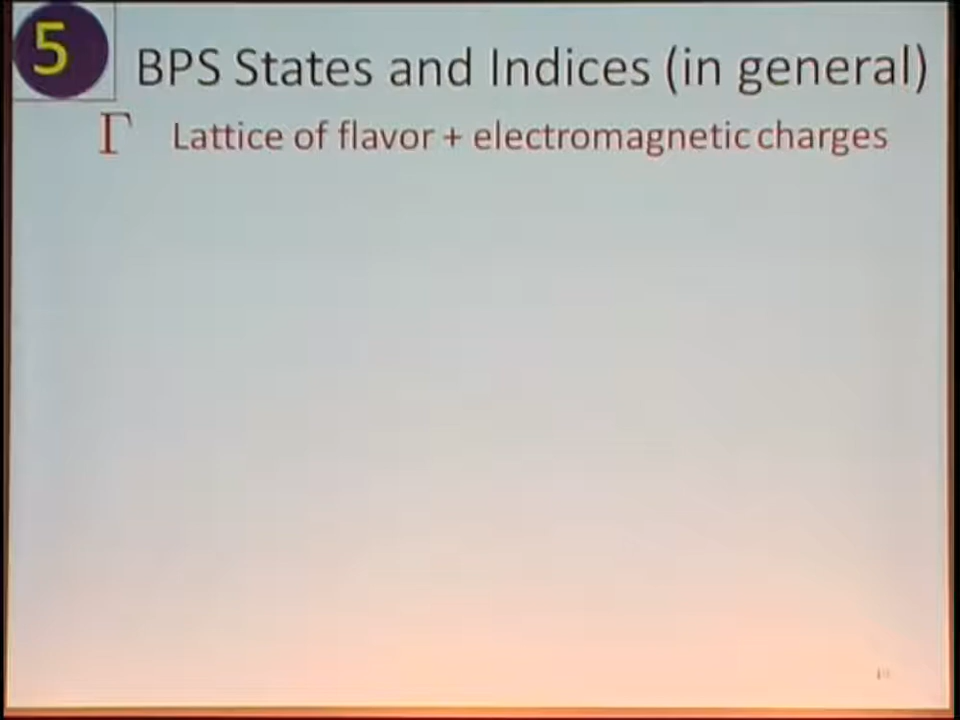 5
BPS States and Indices (in general)
Γ Lattice of flavor + electromagnetic charges